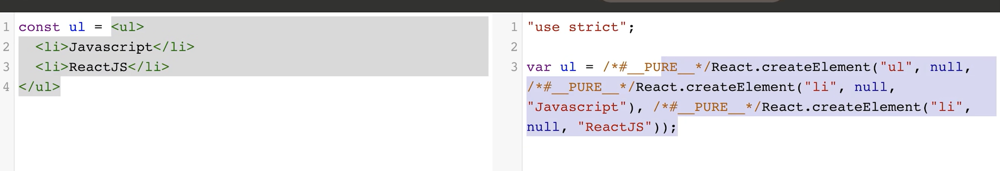 1 const ul = <ul>
2   <li>Javascript</li>
3   <li>ReactJS</li>
4 </ul>
1 "use strict";
2
3 var ul = /*#__PURE__*/React.createElement("ul", null,
/*#__PURE__*/React.createElement("li", null,
"Javascript"), /*#__PURE__*/React.createElement("li",
null, "ReactJS"));